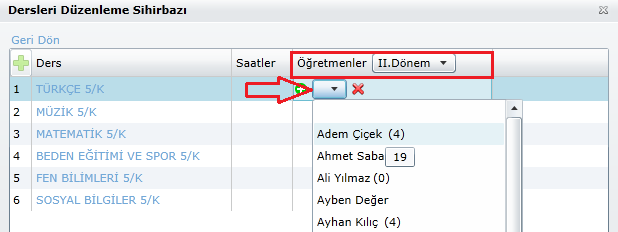 Dersleri Düzenleme Sihirbazı
Geri Dön
Ders Saatler Öğretmenler II.Dönem
1 TÜRKÇE 5/K
2 MÜZİK 5/K
3 MATEMATİK 5/K
4 BEDEN EĞİTİMİ VE SPOR 5/K
5 FEN BİLİMLERİ 5/K
6 SOSYAL BİLGİLER 5/K
Adem Çiçek (4)
Ahmet Saba 19
Ali Yılmaz (0)
Ayben Değer
Ayhan Kılıç (4)